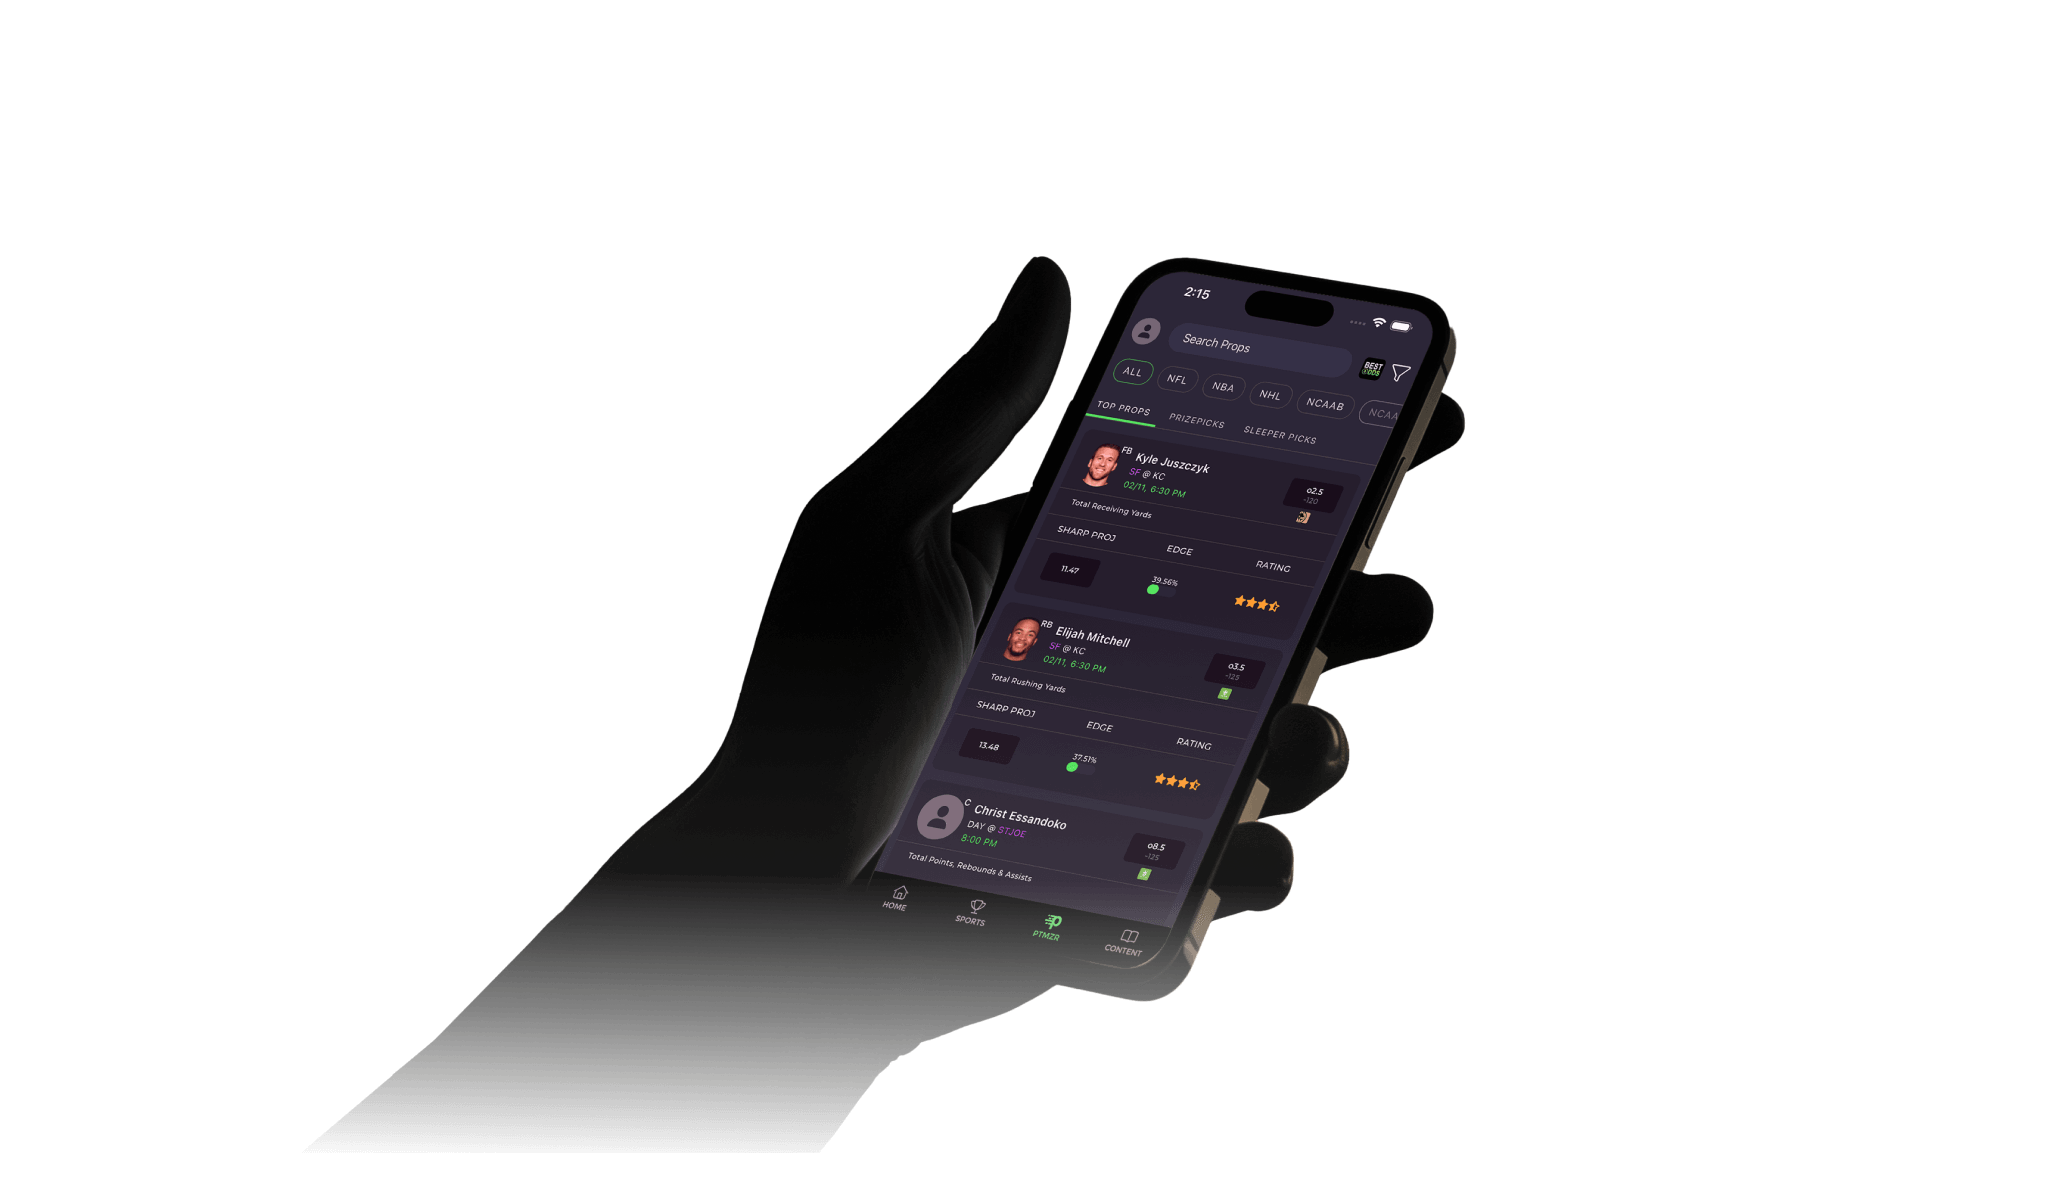 2:15
Search Props
BEST
ODDS
ALL NFL NBA NHL NCAAB NCAA
TOP PROPS PRIZEPICKS SLEEPER PICKS
FB Kyle Juszczyk
SF @ KC
02/11, 6:30 PM
o2.5
-120
Total Receiving Yards
SHARP PROJ EDGE RATING
11.47 39.56%
RB Elijah Mitchell
SF @ KC
02/11, 6:30 PM
o3.5
-125
Total Rushing Yards
SHARP PROJ EDGE RATING
13.48 37.51%
C Christ Essandoko
DAY @ STJOE
8:00 PM
o8.5
-125
Total Points, Rebounds & Assists
HOME SPORTS PTMZR CONTENT